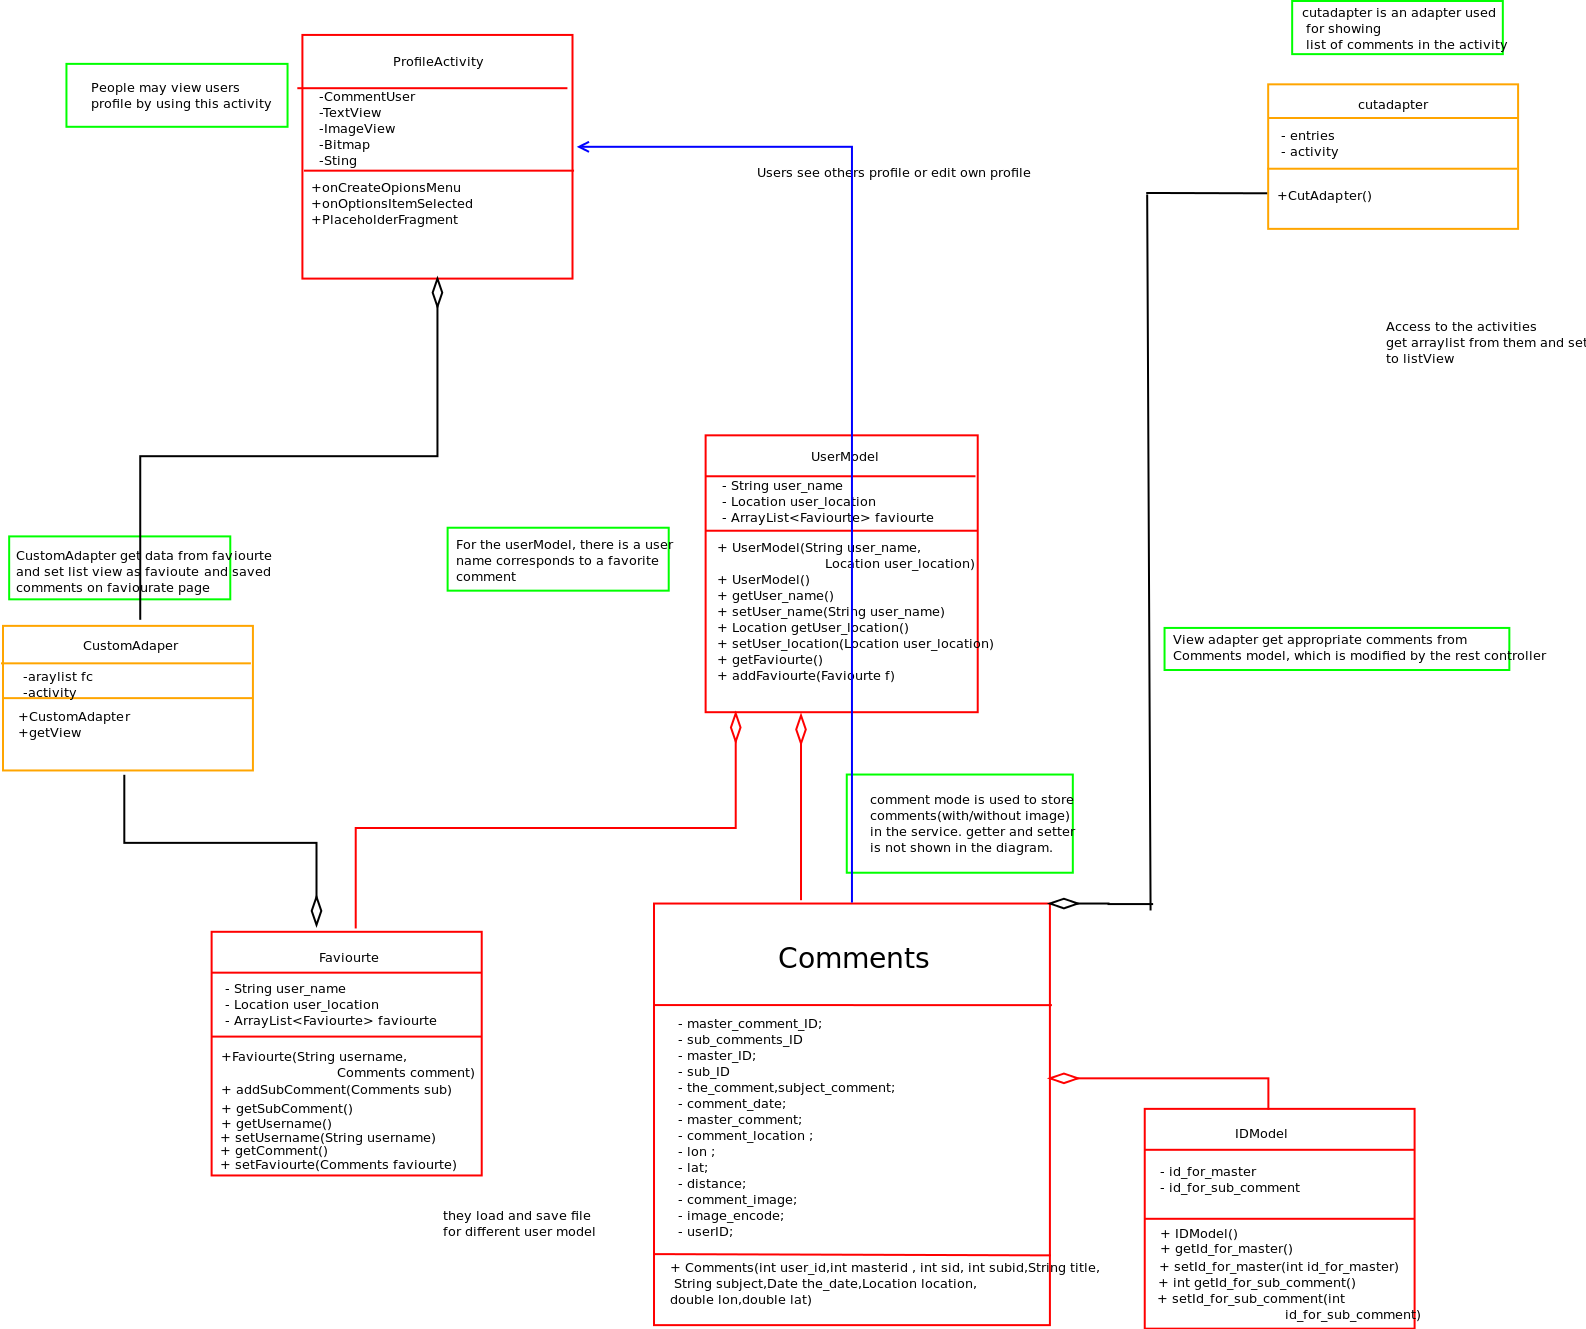 cutadapter is an adapter used
for showing
list of comments in the activity
ProfileActivity
-CommentUser
-TextView
-ImageView
-Bitmap
-Sting
+onCreateOpionsMenu
+onOptionsItemSelected
+PlaceholderFragment
People may view users
profile by using this activity
cutadapter
- entries
- activity
+CutAdapter()
Users see others profile or edit own profile
Access to the activities
get arraylist from them and set
to listView
UserModel
- String user_name
- Location user_location
- ArrayList<Faviourte> faviourte
+ UserModel(String user_name,
Location user_location)
+ UserModel()
+ getUser_name()
+ setUser_name(String user_name)
+ Location getUser_location()
+ setUser_location(Location user_location)
+ getFaviourte()
+ addFaviourte(Faviourte f)
For the userModel, there is a user
name corresponds to a favorite
comment
CustomAdapter get data from faviourte
and set list view as favioute and saved
comments on faviourate page
CustomAdaper
-araylist fc
-activity
+CustomAdapter
+getView
View adapter get appropriate comments from
Comments model, which is modified by the rest controller
comment mode is used to store
comments(with/without image)
in the service. getter and setter
is not shown in the diagram.
Faviourte
- String user_name
- Location user_location
- ArrayList<Faviourte> faviourte
+Faviourte(String username,
Comments comment)
+ addSubComment(Comments sub)
+ getSubComment()
+ getUsername()
+ setUsername(String username)
+ getComment()
+ setFaviourte(Comments faviourte)
Comments
- master_comment_ID;
- sub_comments_ID
- master_ID;
- sub_ID
- the_comment,subject_comment;
- comment_date;
- master_comment;
- comment_location ;
- lon ;
- lat;
- distance;
- comment_image;
- image_encode;
- userID;
+ Comments(int user_id,int masterid , int sid, int subid,String title,
String subject,Date the_date,Location location,
double lon,double lat)
IDModel
- id_for_master
- id_for_sub_comment
+ IDModel()
+ getId_for_master()
+ setId_for_master(int id_for_master)
+ int getId_for_sub_comment()
+ setId_for_sub_comment(int
id_for_sub_comment)
they load and save file
for different user model